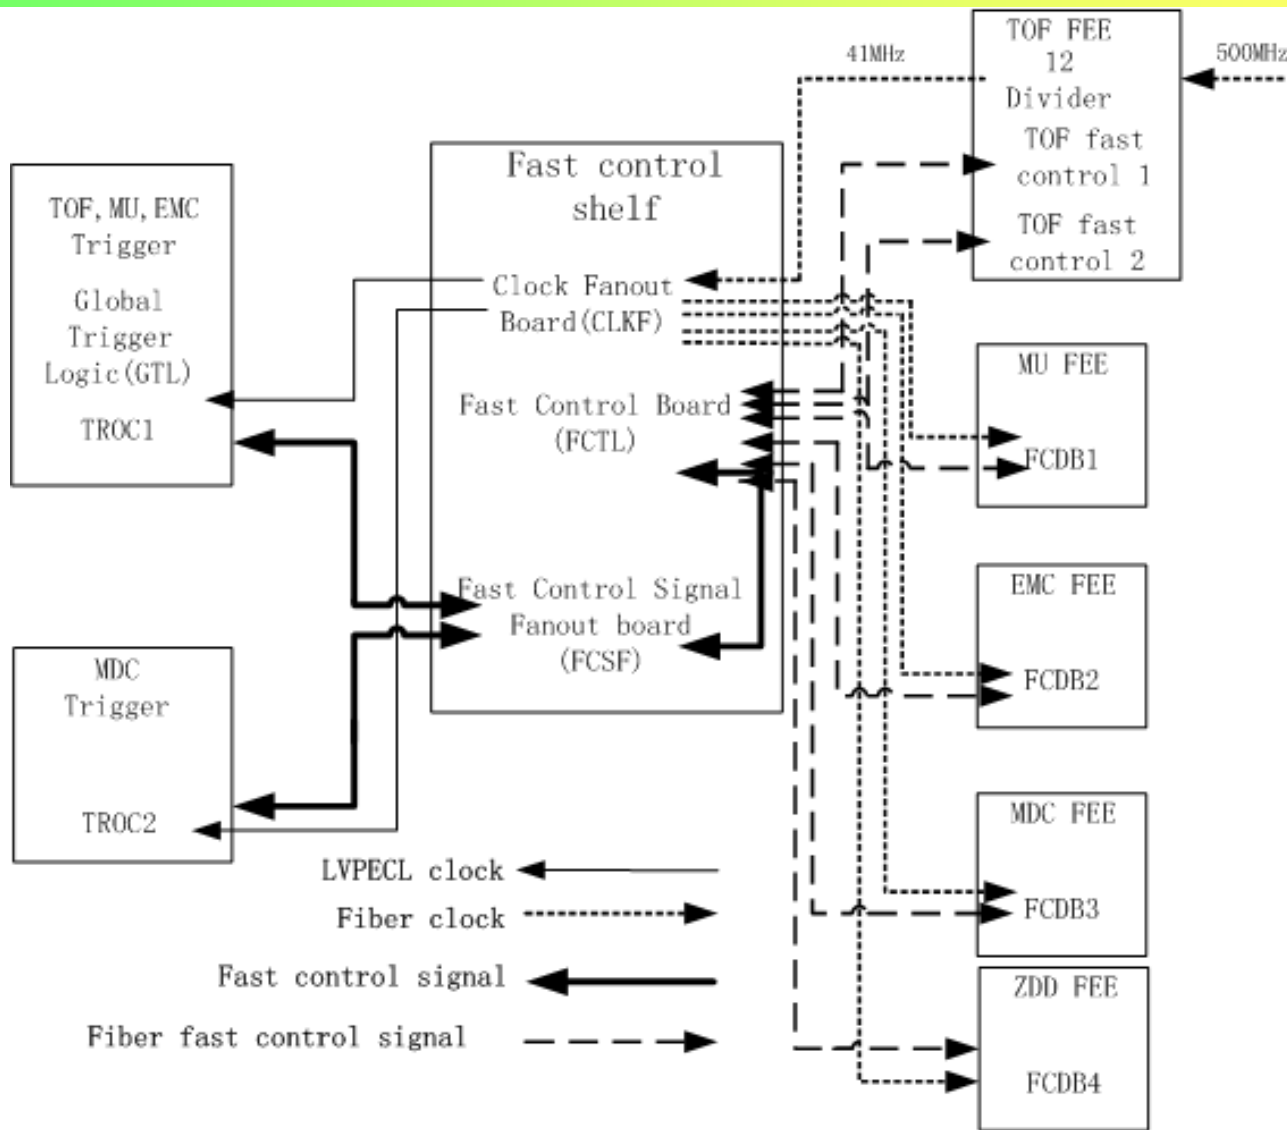 TOF FEE
12
Divider
TOF fast
control 1
TOF fast
control 2
41MHz
500MHz
Fast control
shelf
Clock Fanout
Board(CLKF)
Fast Control Board
(FCTL)
Fast Control Signal
Fanout board
(FCSF)
TOF,MU,EMC
Trigger
Global
Trigger
Logic(GTL)
TROC1
MDC
Trigger
TROC2
MU FEE
FCDB1
EMC FEE
FCDB2
MDC FEE
FCDB3
ZDD FEE
FCDB4
LVPECL clock
Fiber clock
Fast control signal
Fiber fast control signal